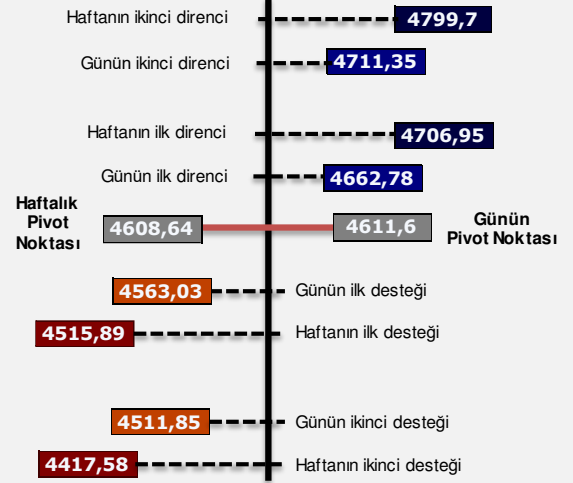 Haftanın ikinci direnci 4799,7
Günün ikinci direnci 4711,35
Haftanın ilk direnci 4706,95
Günün ilk direnci 4662,78
Haftalık
Pivot
Noktası
4608,64 4611,6
Günün
Pivot Noktası
4563,03 Günün ilk desteği
4515,89 Haftanın ilk desteği
4511,85 Günün ikinci desteği
4417,58 Haftanın ikinci desteği